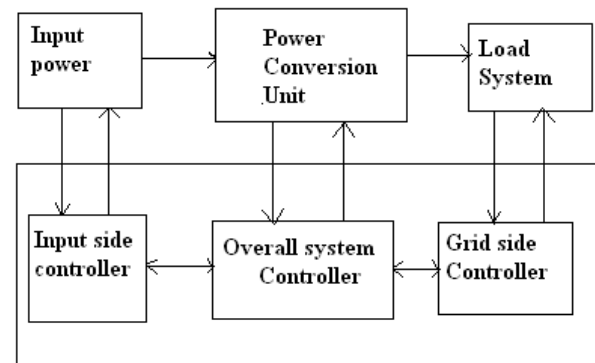 Input
power
Power
Conversion
Unit
Load
System
Input side
controller
Overall system
Controller
Grid side
Controller